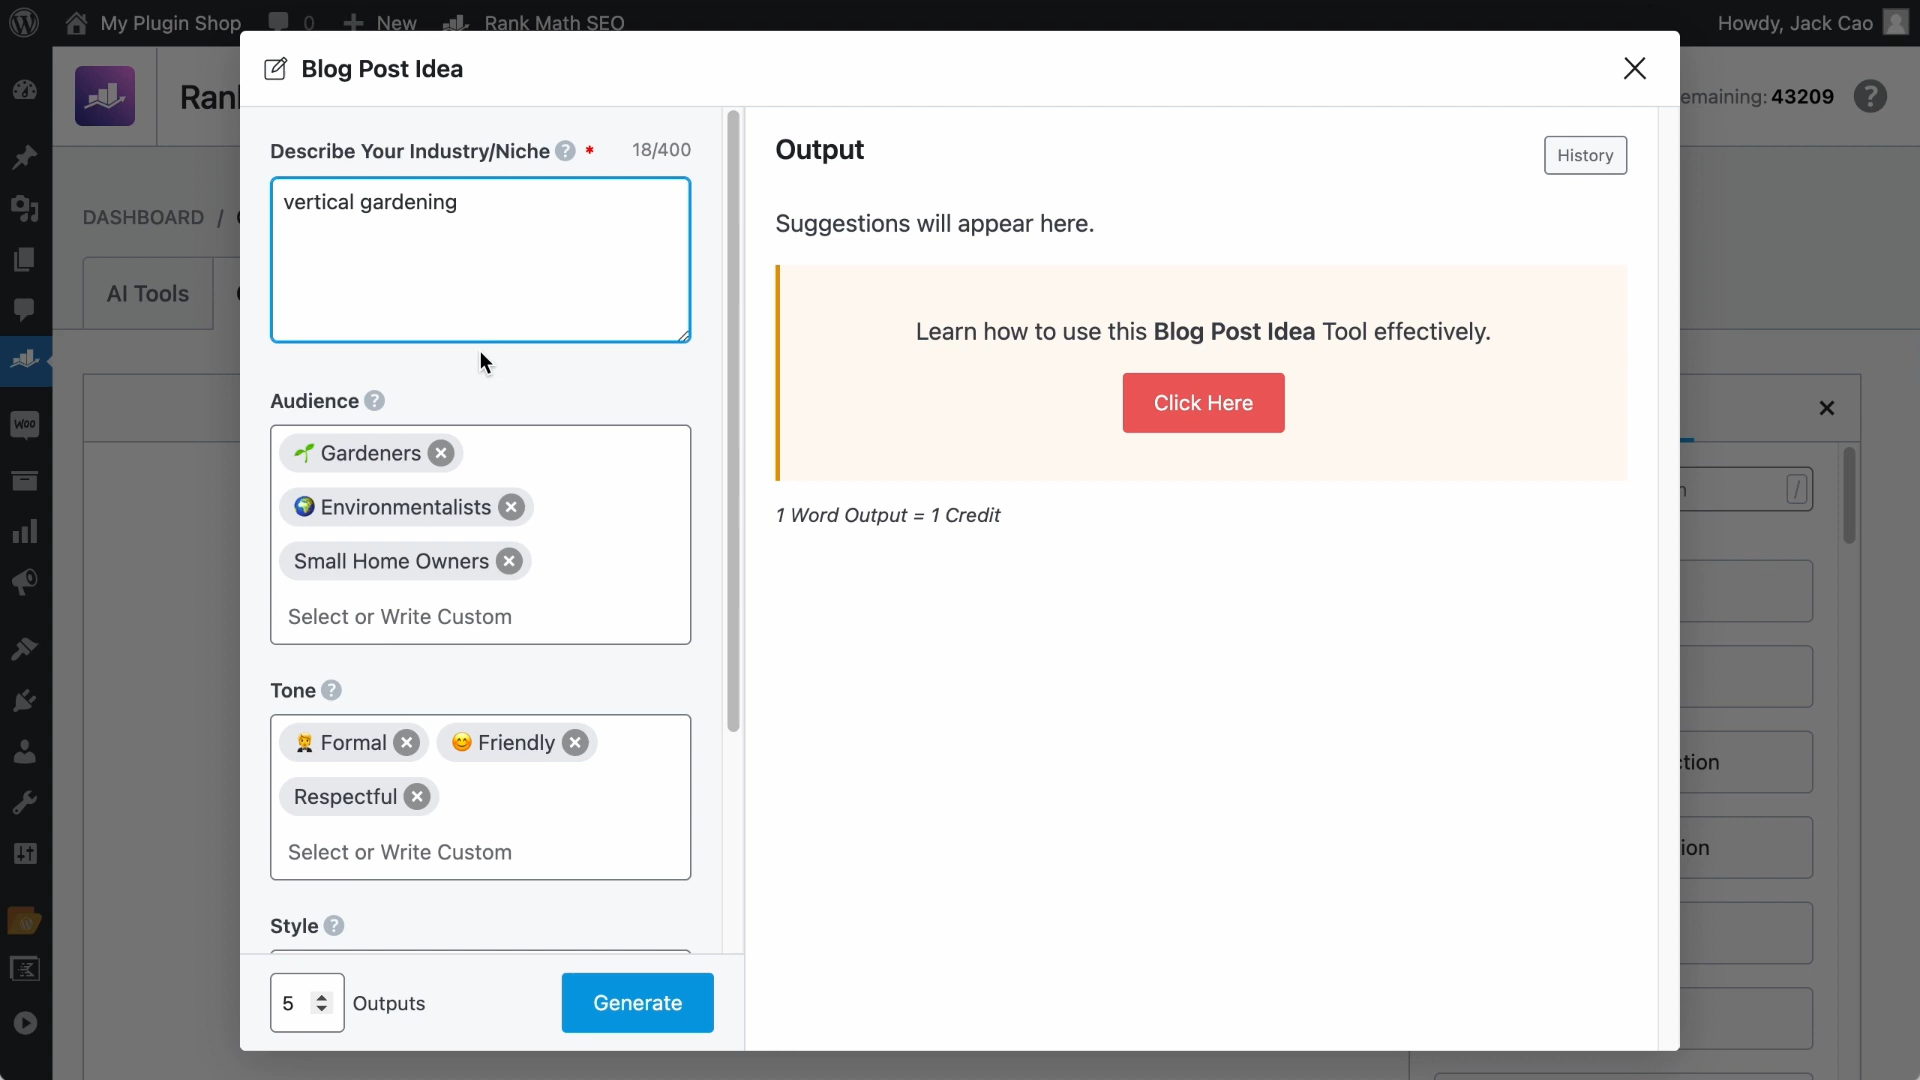 My Plugin Shop 0 New Rank Math SEO Howdy, Jack Cao
Blog Post Idea
43209
Describe Your Industry/Niche ? * 18/400
Output
History
vertical gardening
DASHBOARD /
Suggestions will appear here.
AI Tools
Learn how to use this Blog Post Idea Tool effectively.
Click Here
Audience ?
Gardeners
Environmentalists
Small Home Owners
Select or Write Custom
1 Word Output = 1 Credit
Woo
/
Tone ?
Formal Friendly
Respectful
Select or Write Custom
Style ?
5 Outputs Generate